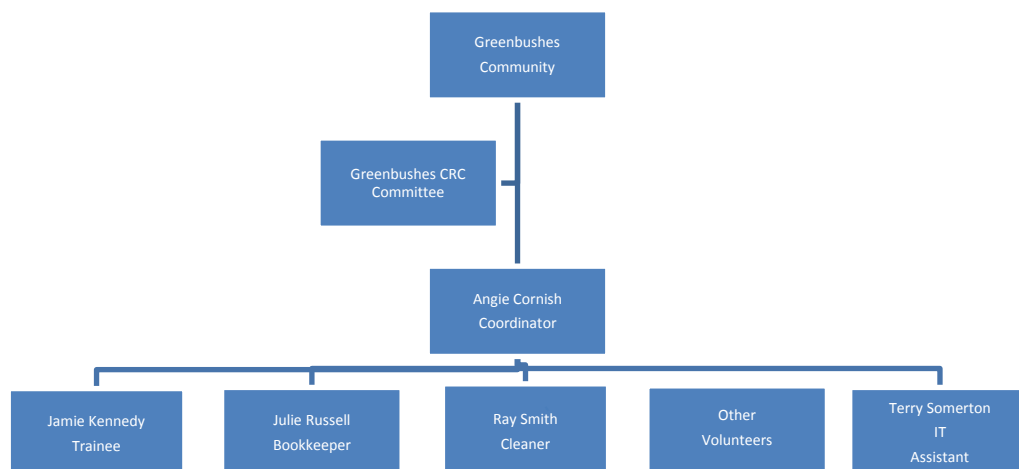 Greenbushes
Community
Greenbushes CRC
Committee
Angie Cornish
Coordinator
Jamie Kennedy
Trainee
Julie Russell
Bookkeeper
Ray Smith
Cleaner
Other
Volunteers
Terry Somerton
IT
Assistant